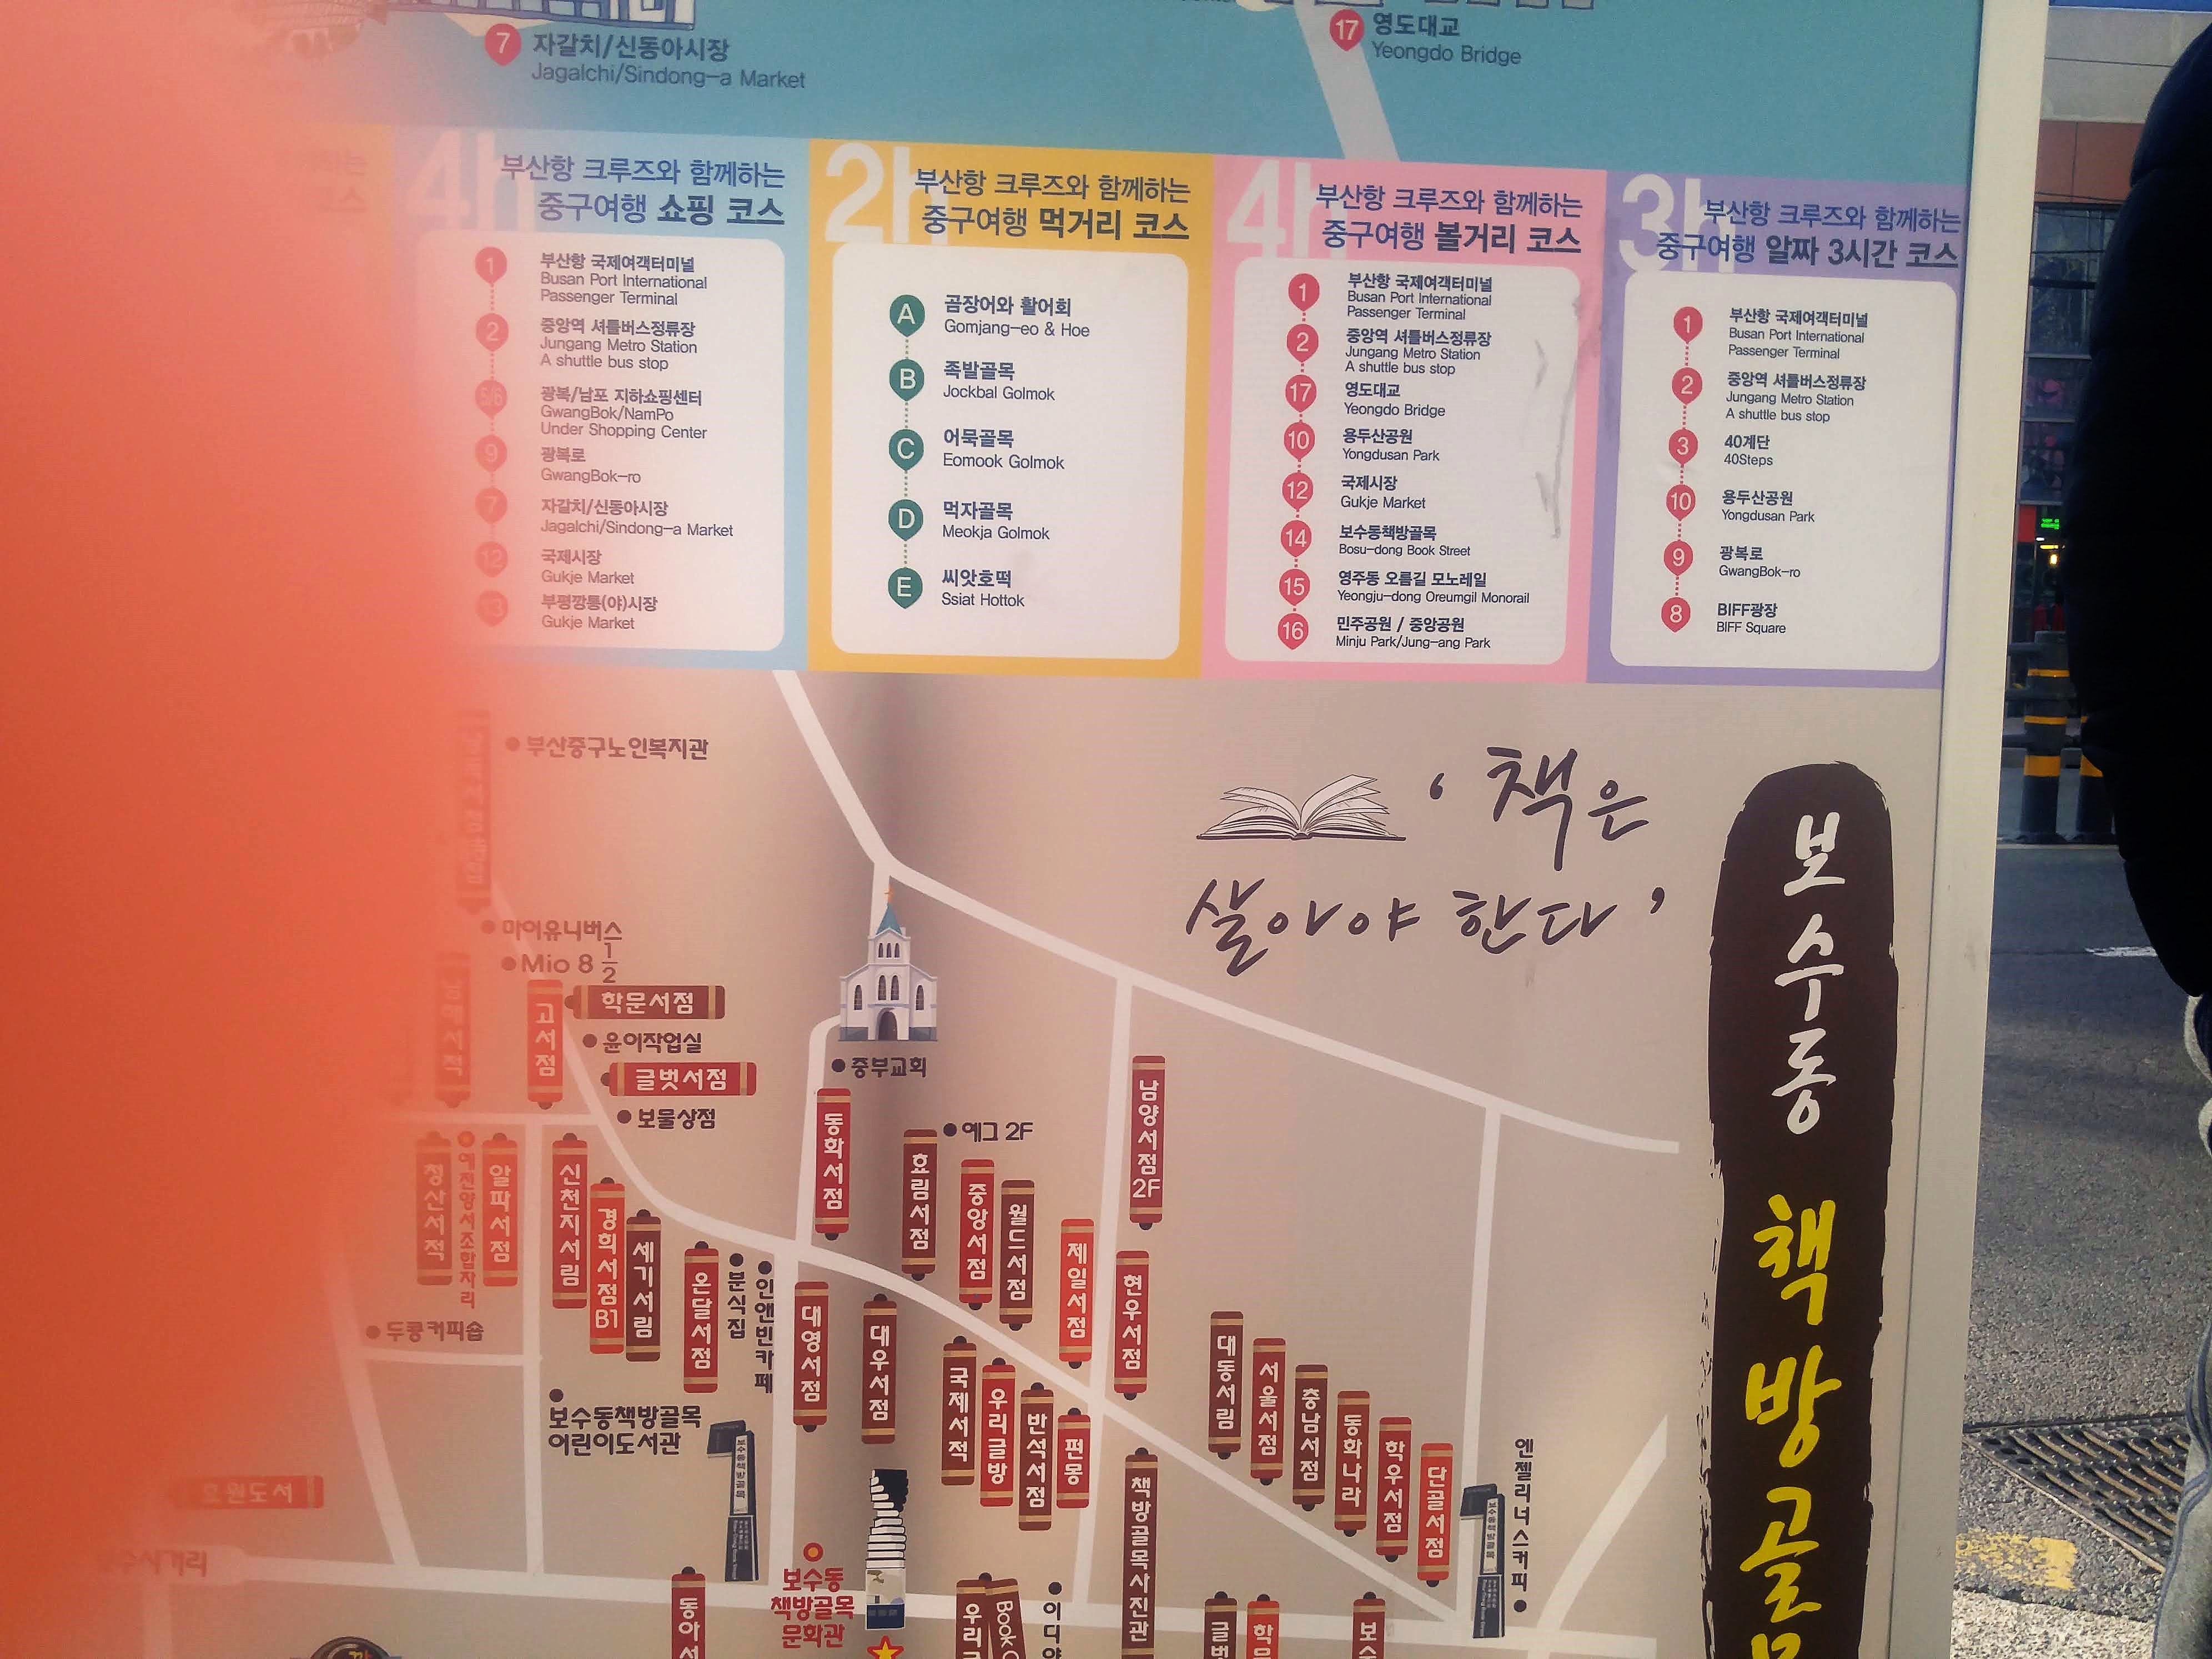 7 자갈치/신동아시장
Jagalchi/Sindong-a Market
17 영도대교
Yeongdo Bridge
4h 부산항 크루즈와 함께하는
중구여행 쇼핑 코스
1 부산항 국제여객터미널
Busan Port International
Passenger Terminal
2 중앙역 셔틀버스정류장
Jungang Metro Station
A shuttle bus stop
5/6 광복/남포 지하쇼핑센터
GwangBok/NamPo
Under Shopping Center
9 광복로
GwangBok-ro
7 자갈치/신동아시장
Jagalchi/Sindong-a Market
12 국제시장
Gukje Market
13 부평깡통(야)시장
Gukje Market
2h 부산항 크루즈와 함께하는
중구여행 먹거리 코스
A 곰장어와 활어회
Gomjang-eo & Hoe
B 족발골목
Jockbal Golmok
C 어묵골목
Eomook Golmok
D 먹자골목
Meokja Golmok
E 씨앗호떡
Ssiat Hottok
4h 부산항 크루즈와 함께하는
중구여행 볼거리 코스
1 부산항 국제여객터미널
Busan Port International
Passenger Terminal
2 중앙역 셔틀버스정류장
Jungang Metro Station
A shuttle bus stop
17 영도대교
Yeongdo Bridge
10 용두산공원
Yongdusan Park
12 국제시장
Gukje Market
14 보수동책방골목
Bosu-dong Book Street
15 영주동 오름길 모노레일
Yeongju-dong Oreumgil Monorail
16 민주공원 / 중앙공원
Minju Park/Jung-ang Park
3h 부산항 크루즈와 함께하는
중구여행 알짜 3시간 코스
1 부산항 국제여객터미널
Busan Port International
Passenger Terminal
2 중앙역 셔틀버스정류장
Jungang Metro Station
A shuttle bus stop
3 40계단
40Steps
10 용두산공원
Yongdusan Park
9 광복로
GwangBok-ro
8 BIFF광장
BIFF Square
부산중구노인복지관
‘책은
살아야 한다’
보수동 책방골
마이유니버스
Mio 8 1/2
고서점
학문서점
윤이작업실
글벗서점
보물상점
중부교회
동화서점
예그 2F
남양서점 2F
효림서점
중앙서점
월드서점
제일서점
현우서점
청산서적
알파서점
신천지서림
경희서점 B1
세기서림
온달서점
분식집
인앤빈카페
대영서점
대우서점
국제서적
우리글방
반석서점
편몽
대동서림
서울서점
충남서점
동화나라
학우서점
단골서점
엔젤리너스커피
두콩커피숍
보수동책방골목
어린이도서관
책방골목사진관
효원도서
보수동
책방골목
문화관
동아서
우리글
Book
이디야
글벗
학문
보수